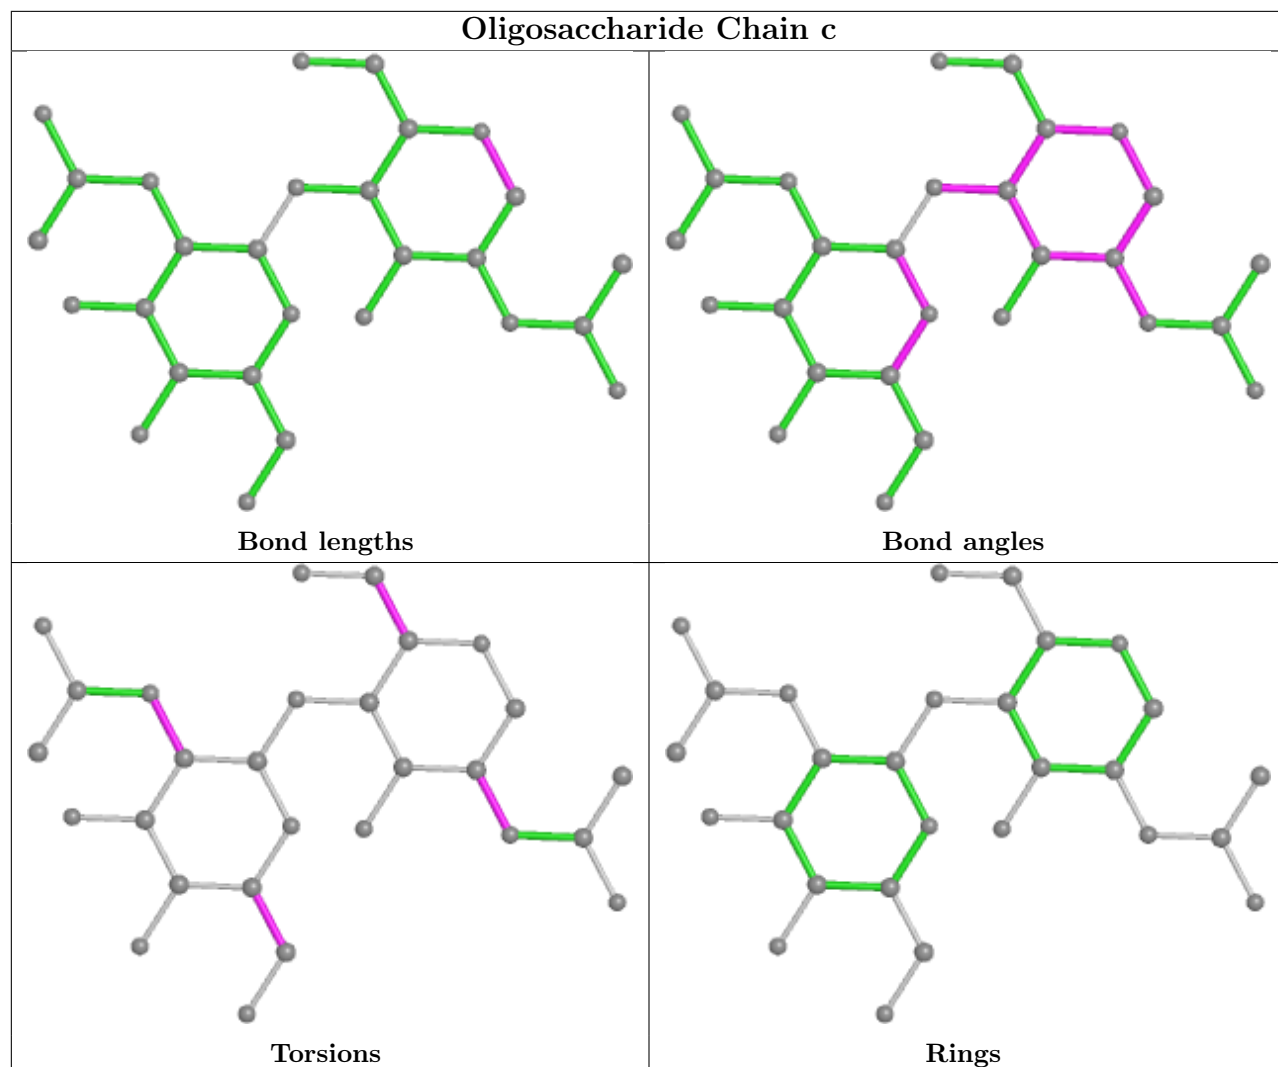 Oligosaccharide Chain c
Bond lengths
Bond angles
Torsions
Rings